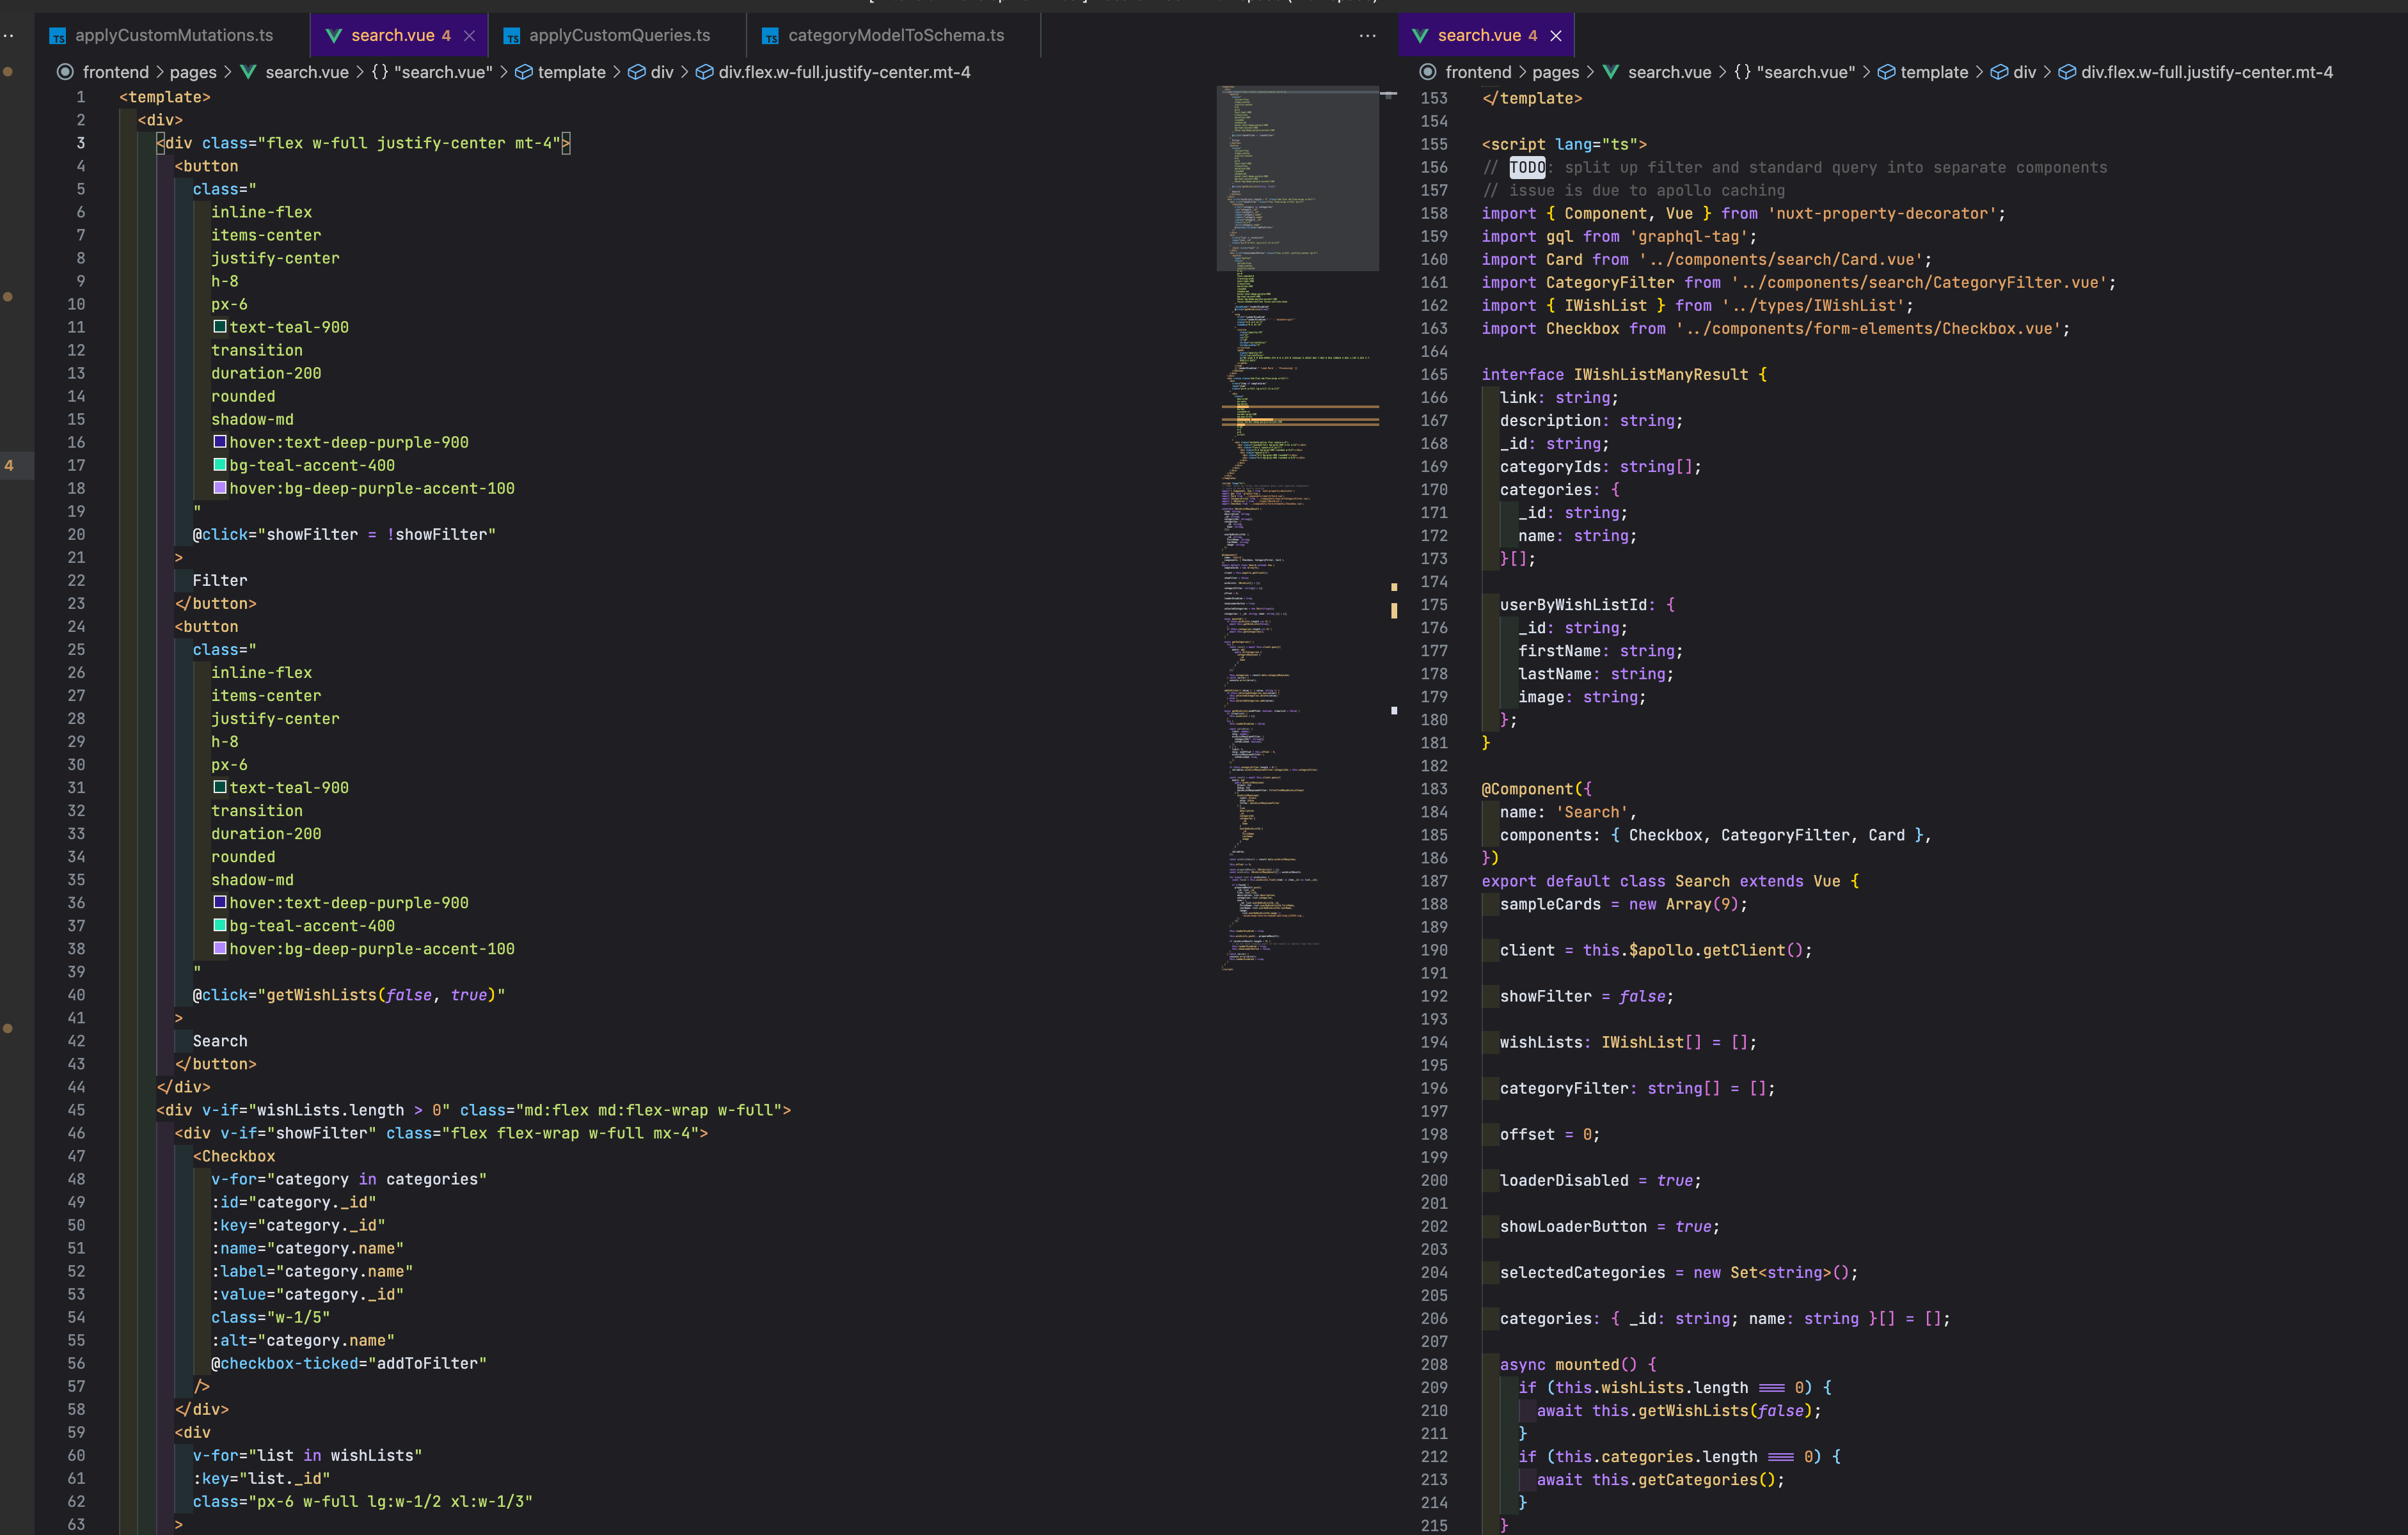 applyCustomMutations.ts
search.vue 4
applyCustomQueries.ts
categoryModelToSchema.ts
frontend > pages > search.vue > {} "search.vue" > template > div > div.flex.w-full.justify-center.mt-4
1 <template>
2 <div>
3 <div class="flex w-full justify-center mt-4">
4 <button
5 class="
6 inline-flex
7 items-center
8 justify-center
9 h-8
10 px-6
11 text-teal-900
12 transition
13 duration-200
14 rounded
15 shadow-md
16 hover:text-deep-purple-900
17 bg-teal-accent-400
18 hover:bg-deep-purple-accent-100
19 "
20 @click="showFilter = !showFilter"
21 >
22 Filter
23 </button>
24 <button
25 class="
26 inline-flex
27 items-center
28 justify-center
29 h-8
30 px-6
31 text-teal-900
32 transition
33 duration-200
34 rounded
35 shadow-md
36 hover:text-deep-purple-900
37 bg-teal-accent-400
38 hover:bg-deep-purple-accent-100
39 "
40 @click="getWishLists(false, true)"
41 >
42 Search
43 </button>
44 </div>
45 <div v-if="wishLists.length > 0" class="md:flex md:flex-wrap w-full">
46 <div v-if="showFilter" class="flex flex-wrap w-full mx-4">
47 <Checkbox
48 v-for="category in categories"
49 :id="category._id"
50 :key="category._id"
51 :name="category.name"
52 :label="category.name"
53 :value="category._id"
54 class="w-1/5"
55 :alt="category.name"
56 @checkbox-ticked="addToFilter"
57 />
58 </div>
59 <div
60 v-for="list in wishLists"
61 :key="list._id"
62 class="px-6 w-full lg:w-1/2 xl:w-1/3"
63 >
4
search.vue 4
frontend > pages > search.vue > {} "search.vue" > template > div > div.flex.w-full.justify-center.mt-4
153 </template>
154
155 <script lang="ts">
156 // TODO: split up filter and standard query into separate components
157 // issue is due to apollo caching
158 import { Component, Vue } from 'nuxt-property-decorator';
159 import gql from 'graphql-tag';
160 import Card from '../components/search/Card.vue';
161 import CategoryFilter from '../components/search/CategoryFilter.vue';
162 import { IWishList } from '../types/IWishList';
163 import Checkbox from '../components/form-elements/Checkbox.vue';
164
165 interface IWishListManyResult {
166 link: string;
167 description: string;
168 _id: string;
169 categoryIds: string[];
170 categories: {
171 _id: string;
172 name: string;
173 }[];
174
175 userByWishListId: {
176 _id: string;
177 firstName: string;
178 lastName: string;
179 image: string;
180 };
181 }
182
183 @Component({
184 name: 'Search',
185 components: { Checkbox, CategoryFilter, Card },
186 })
187 export default class Search extends Vue {
188 sampleCards = new Array(9);
189
190 client = this.$apollo.getClient();
191
192 showFilter = false;
193
194 wishLists: IWishList[] = [];
195
196 categoryFilter: string[] = [];
197
198 offset = 0;
199
200 loaderDisabled = true;
201
202 showLoaderButton = true;
203
204 selectedCategories = new Set<string>();
205
206 categories: { _id: string; name: string }[] = [];
207
208 async mounted() {
209 if (this.wishLists.length === 0) {
210 await this.getWishLists(false);
211 }
212 if (this.categories.length === 0) {
213 await this.getCategories();
214 }
215 }